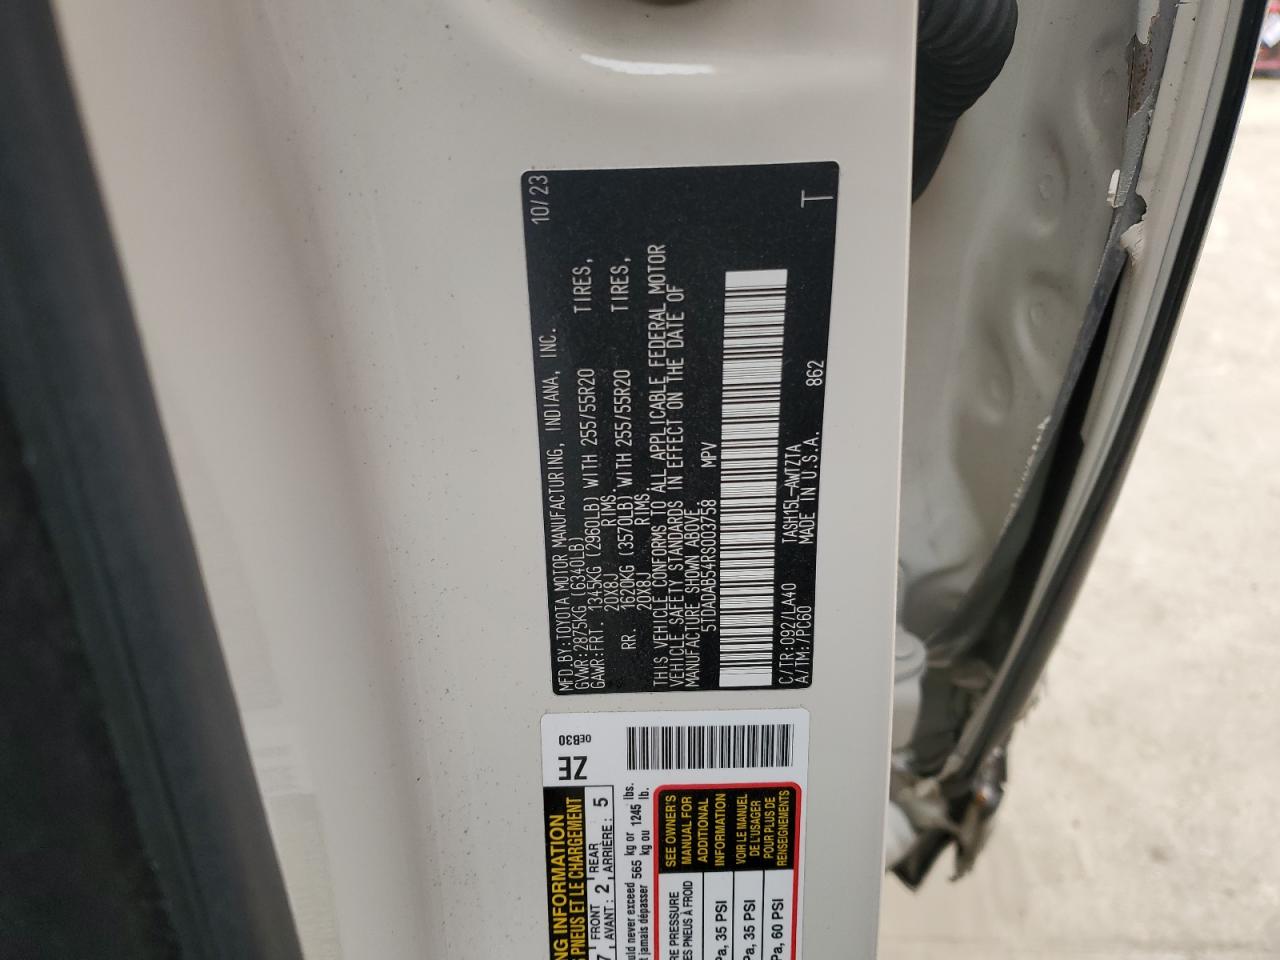 10/23
MFD.BY:TOYOTA MOTOR MANUFACTURING, INDIANA, INC.
GVWR:2875KG (6340LB)
GAWR:FRT. 1345KG (2960LB) WITH 255/55R20 TIRES,
20X8J RIMS,
RR. 1620KG (3570LB) WITH 255/55R20 TIRES,
20X8J RIMS.
THIS VEHICLE CONFORMS TO ALL APPLICABLE FEDERAL MOTOR
VEHICLE SAFETY STANDARDS IN EFFECT ON THE DATE OF
MANUFACTURE SHOWN ABOVE.
5TDADAB54RS003758 MPV
C/TR:092/LA40 TASH15L-AWTZTA 862 T
A/TM:/PC60 MADE IN U.S.A.
0EB30
ZE
NG INFORMATION
PNEUS ET LE CHARGEMENT
7 FRONT AVANT : 2 REAR ARRIÈRE : 5
uld never exceed 565 kg or 1245 lbs.
t jamais dépasser kg ou lb.
SEE OWNER'S
MANUAL FOR
ADDITIONAL
INFORMATION
VOIR LE MANUEL
DE L'USAGER
POUR PLUS DE
RENSEIGNEMENTS
RE PRESSURE
ES PNEUS À FROID
Pa, 35 PSI
Pa, 35 PSI
Pa, 60 PSI